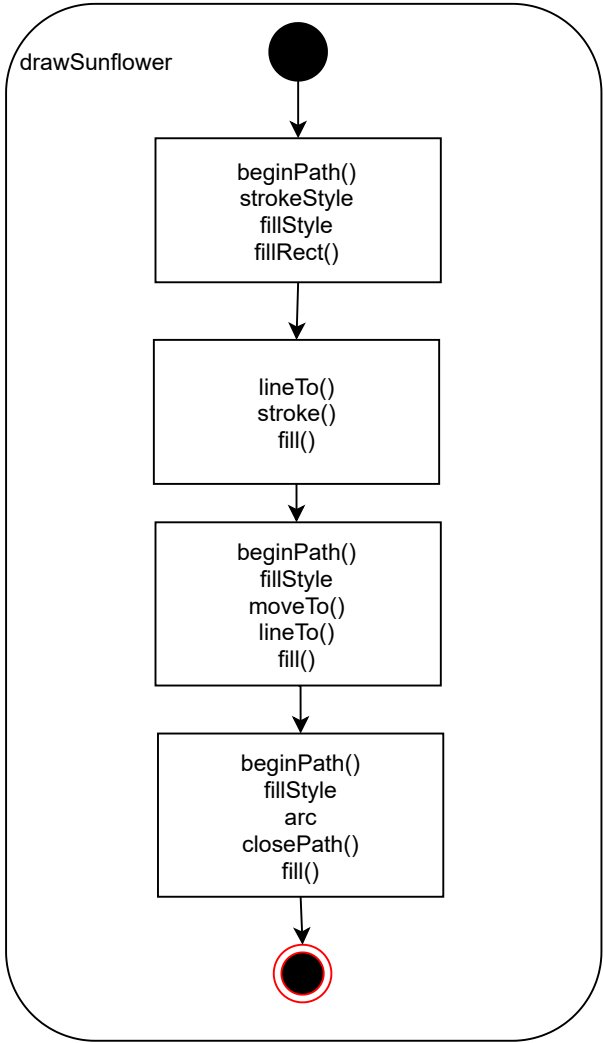 drawSunflower
beginPath()
strokeStyle
fillStyle
fillRect()
lineTo()
stroke()
fill()
beginPath()
fillStyle
moveTo()
lineTo()
fill()
beginPath()
fillStyle
arc
closePath()
fill()